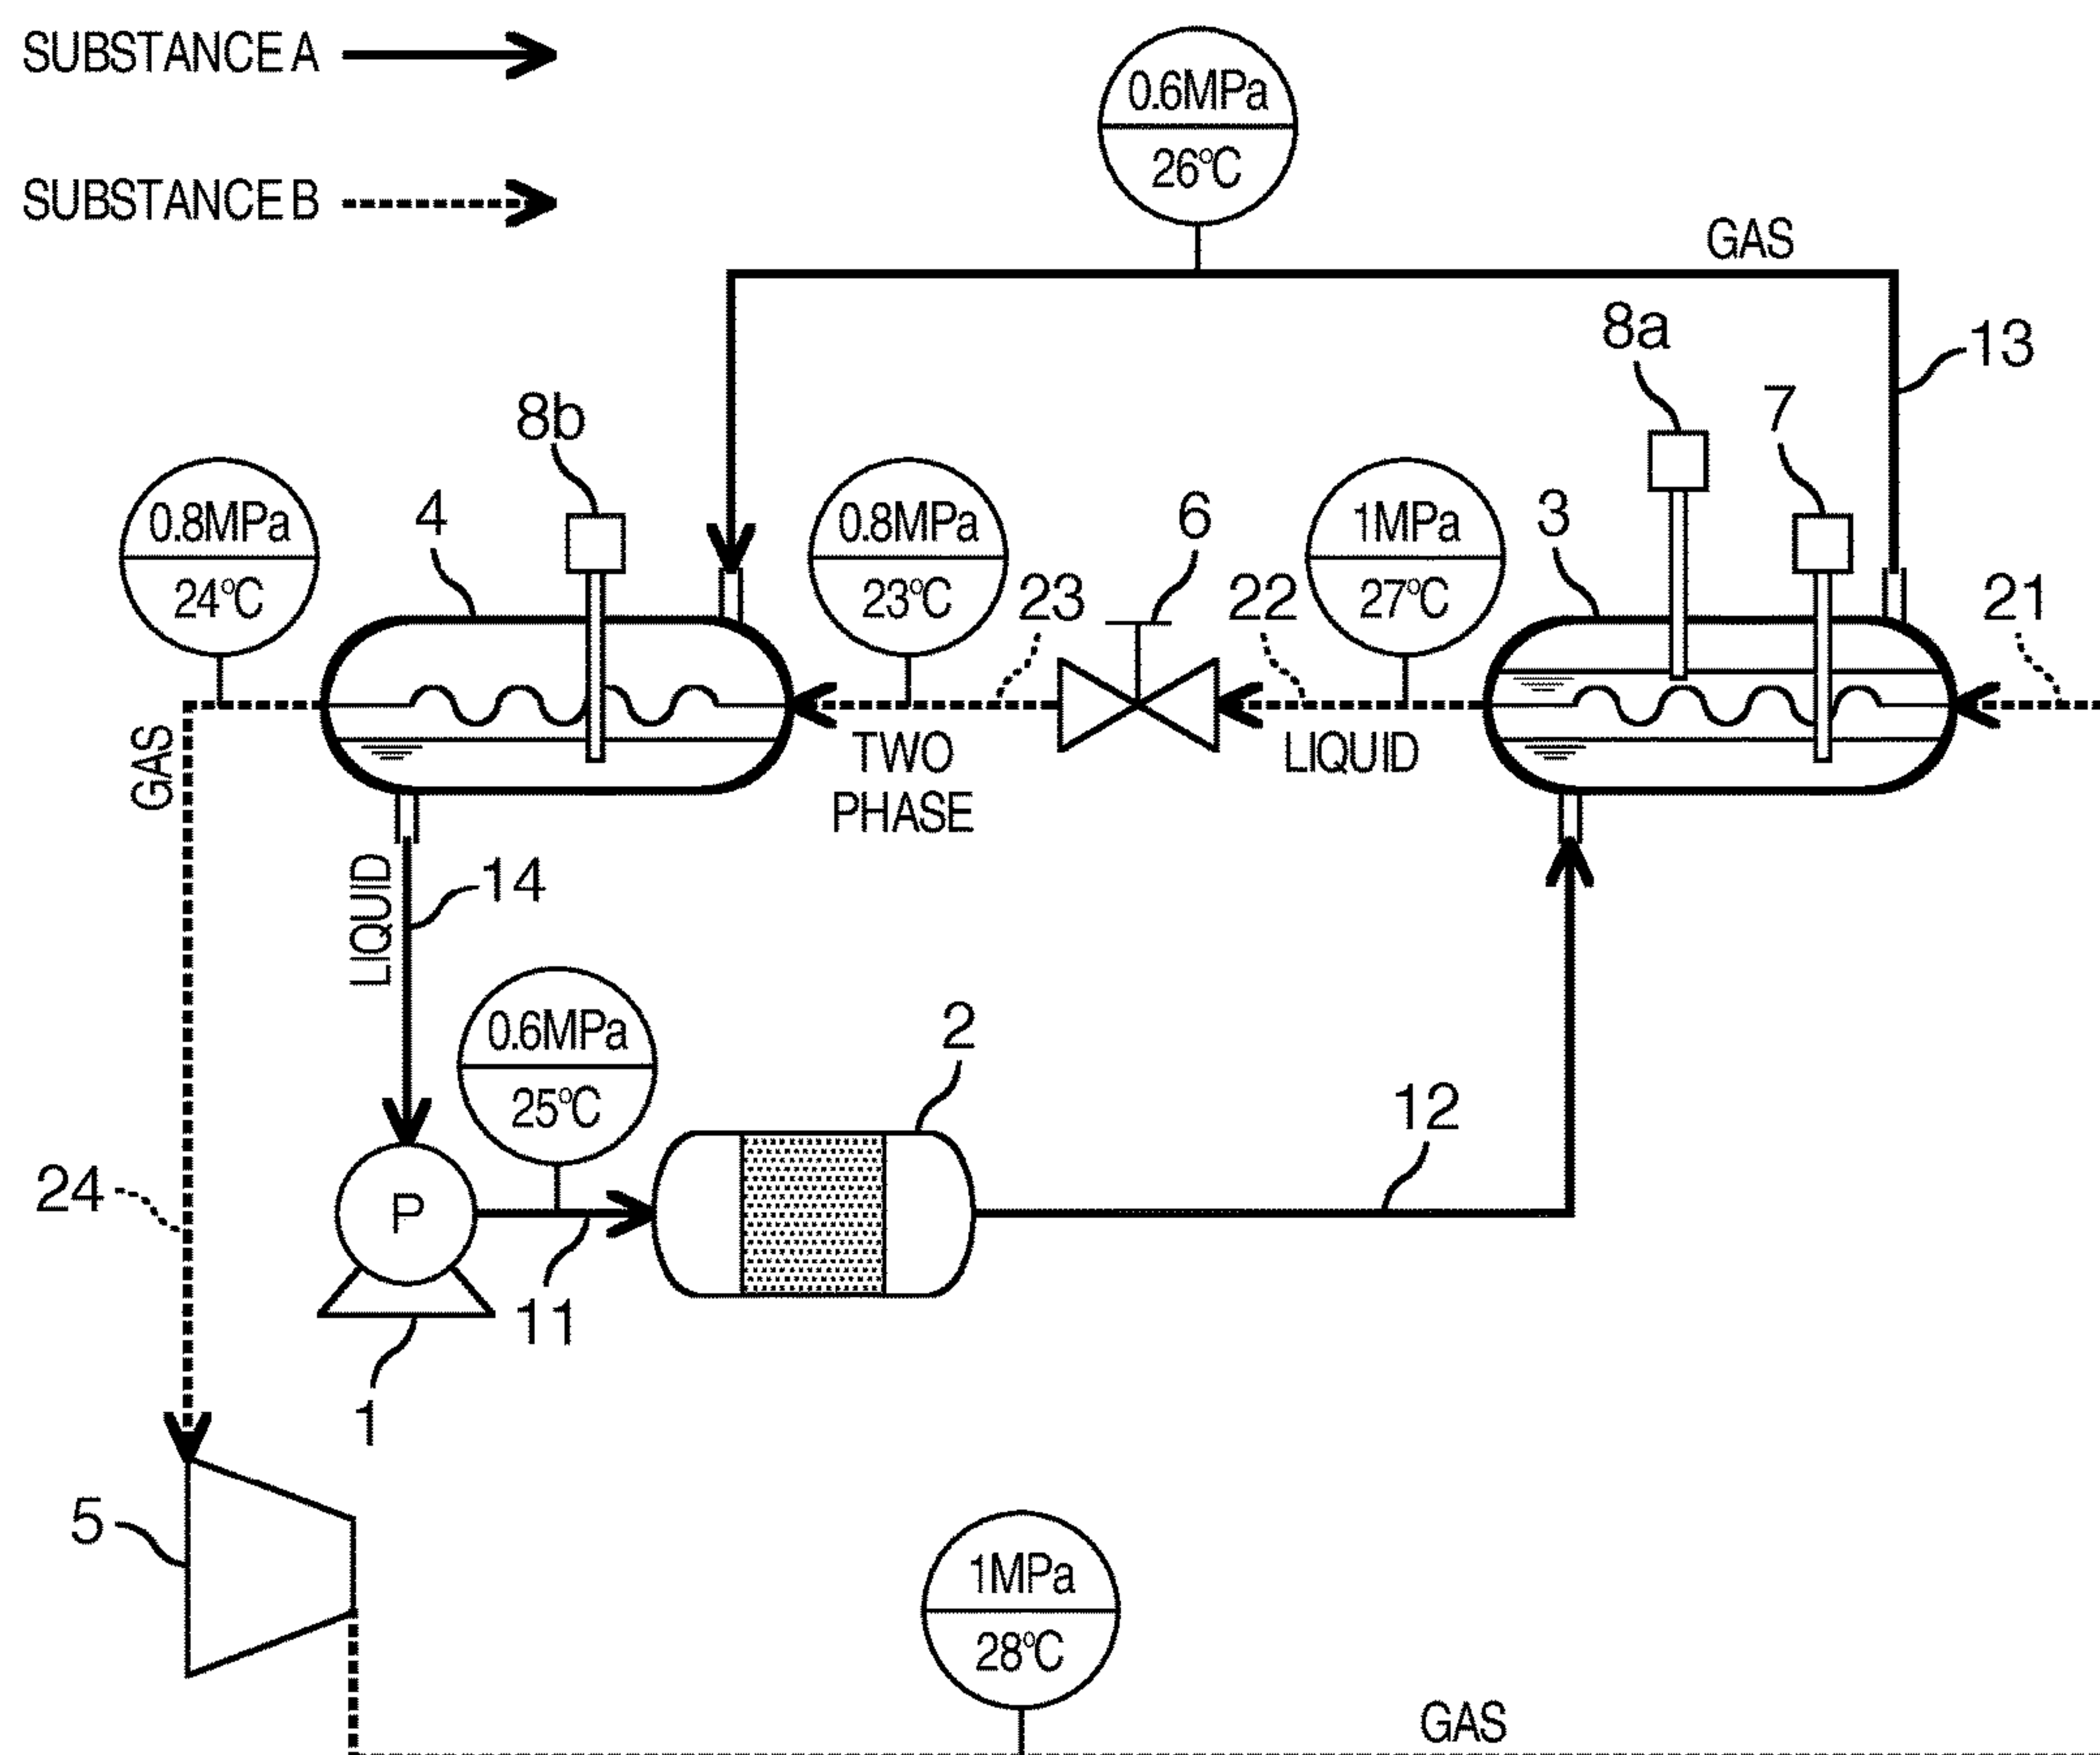 SUBSTANCE A
SUBSTANCE B
0.6MPa
26°C
GAS
13
8a
7
8b
4
3
6
0.8MPa
24°C
0.8MPa
23°C
1MPa
27°C
23
22
21
GAS
TWO
PHASE
LIQUID
LIQUID
14
0.6MPa
25°C
2
12
24
P
11
1
5
1MPa
28°C
GAS